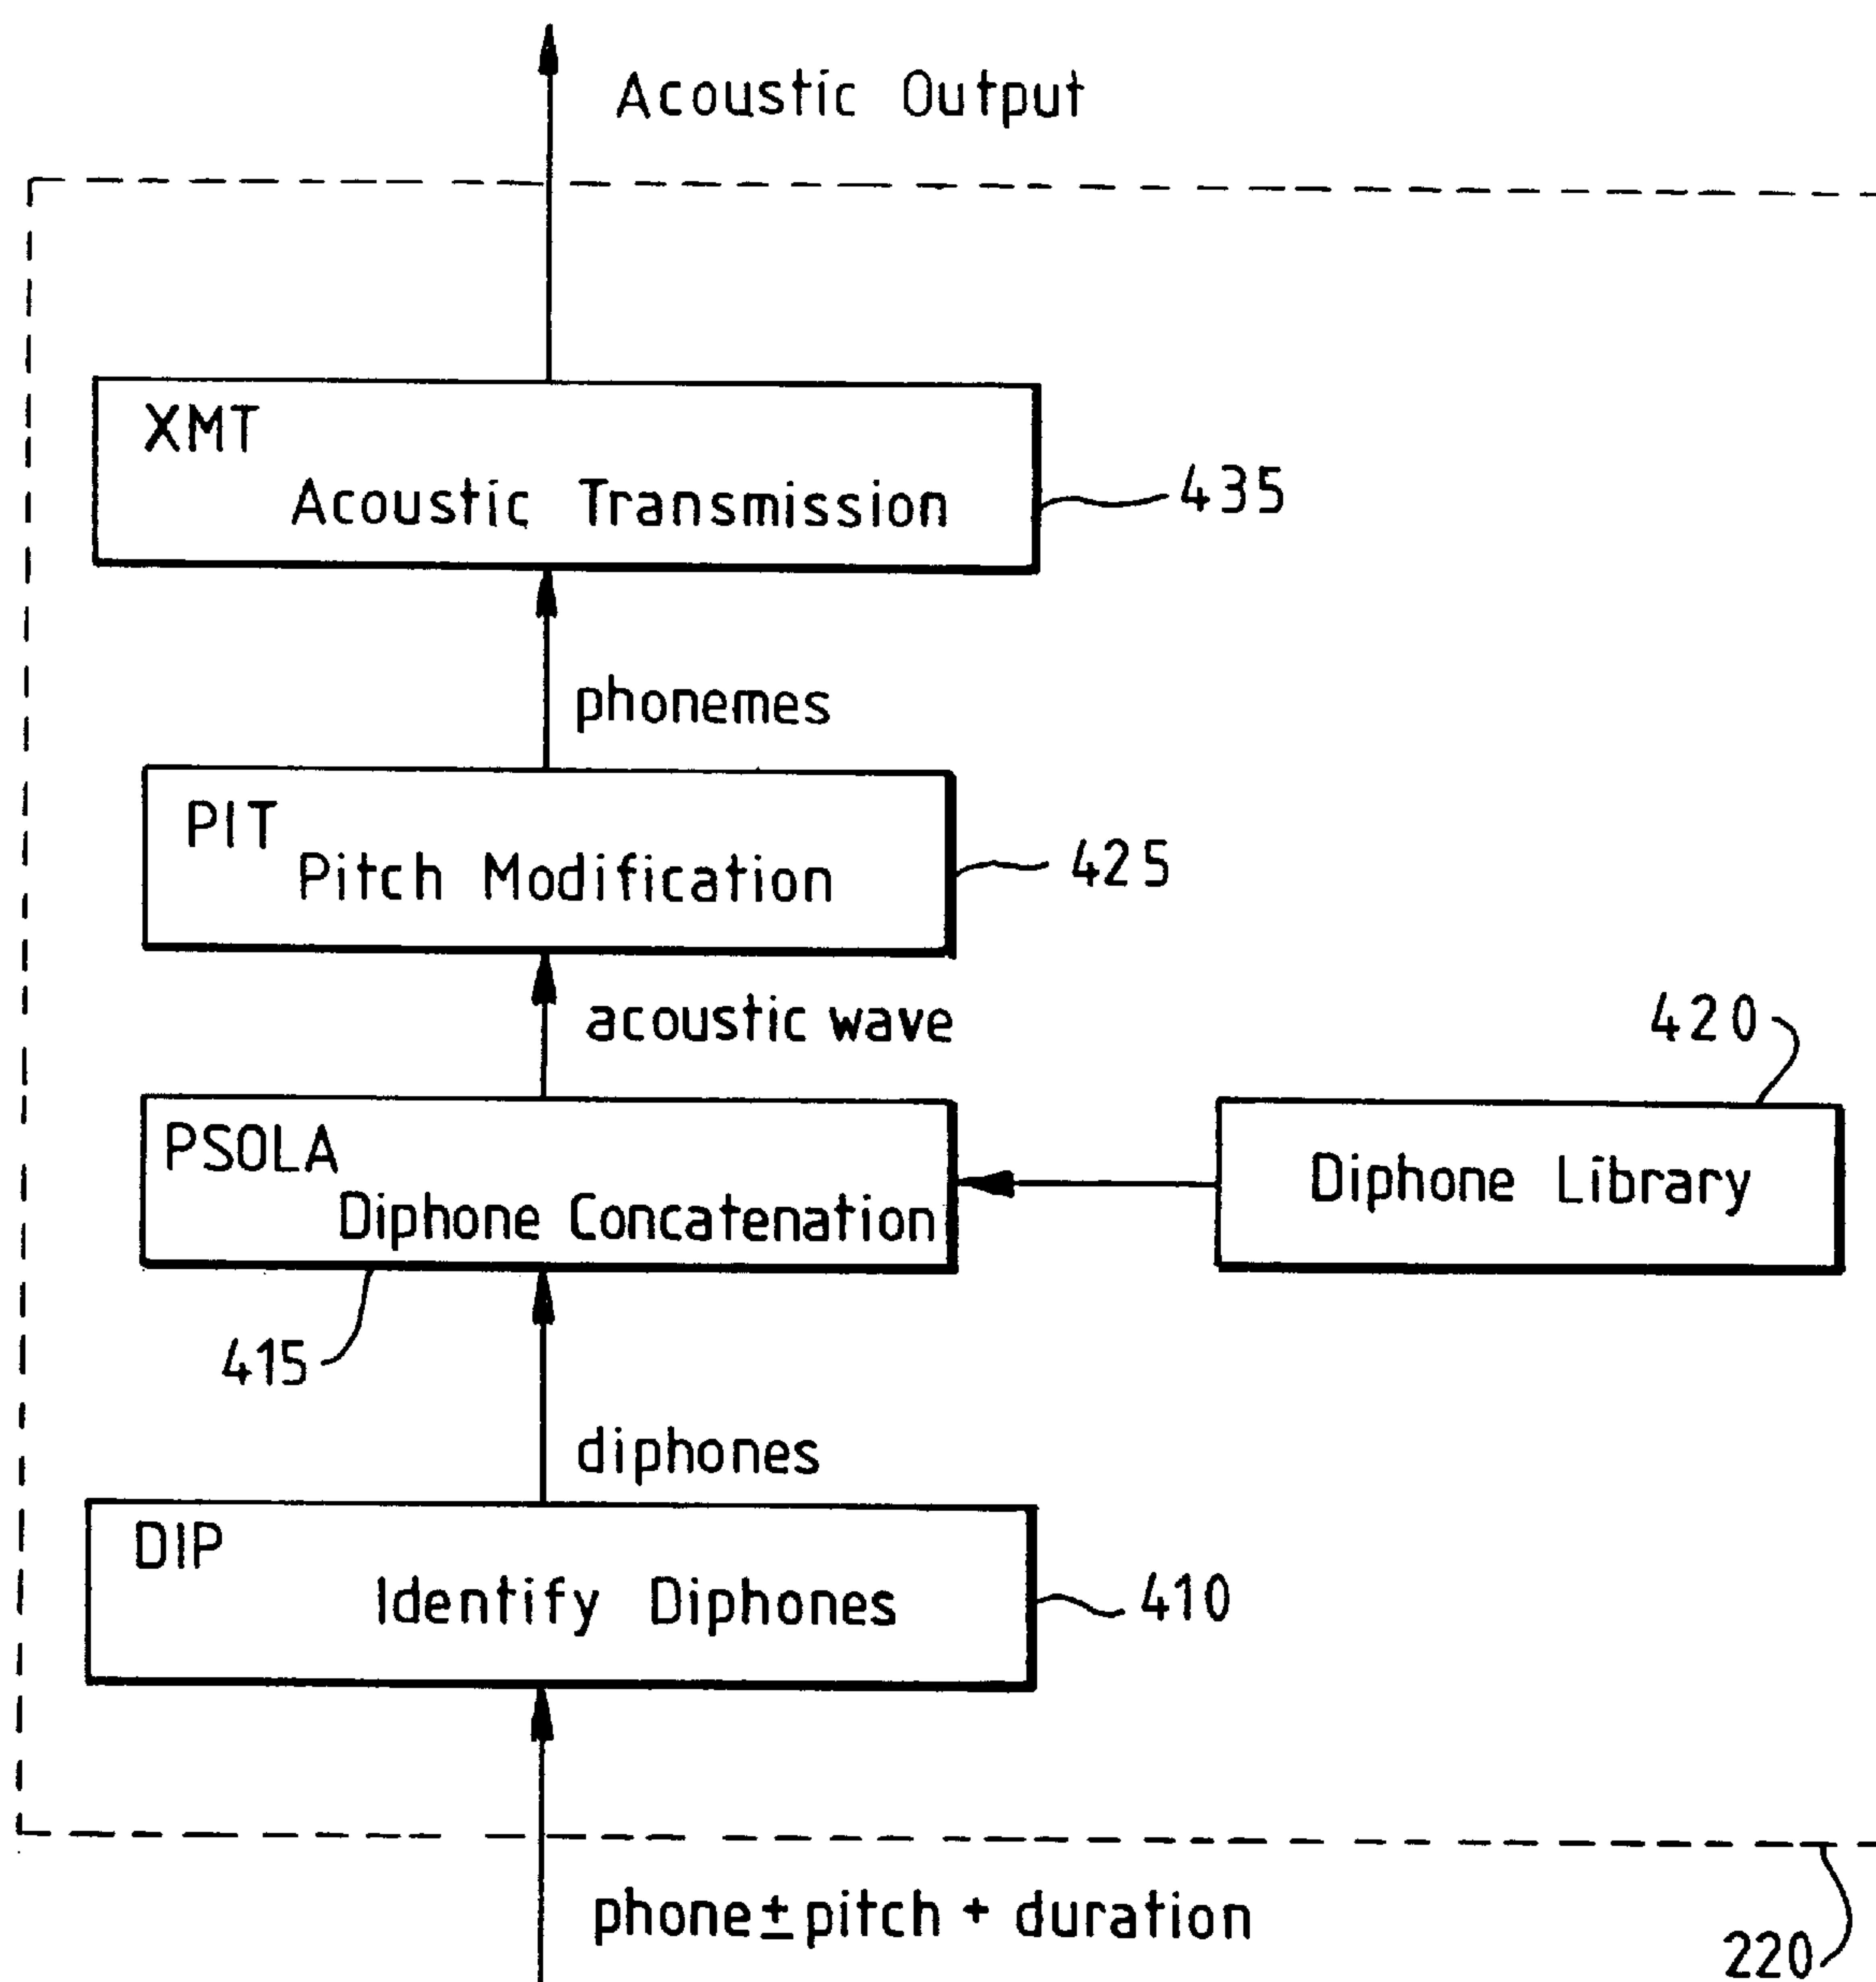 Acoustic Output
XMT
Acoustic Transmission
435
phonemes
PIT
Pitch Modification
425
acoustic wave
420
PSOLA
Diphone Concatenation
Diphone Library
415
diphones
DIP
Identify Diphones
410
phone ± pitch + duration
220